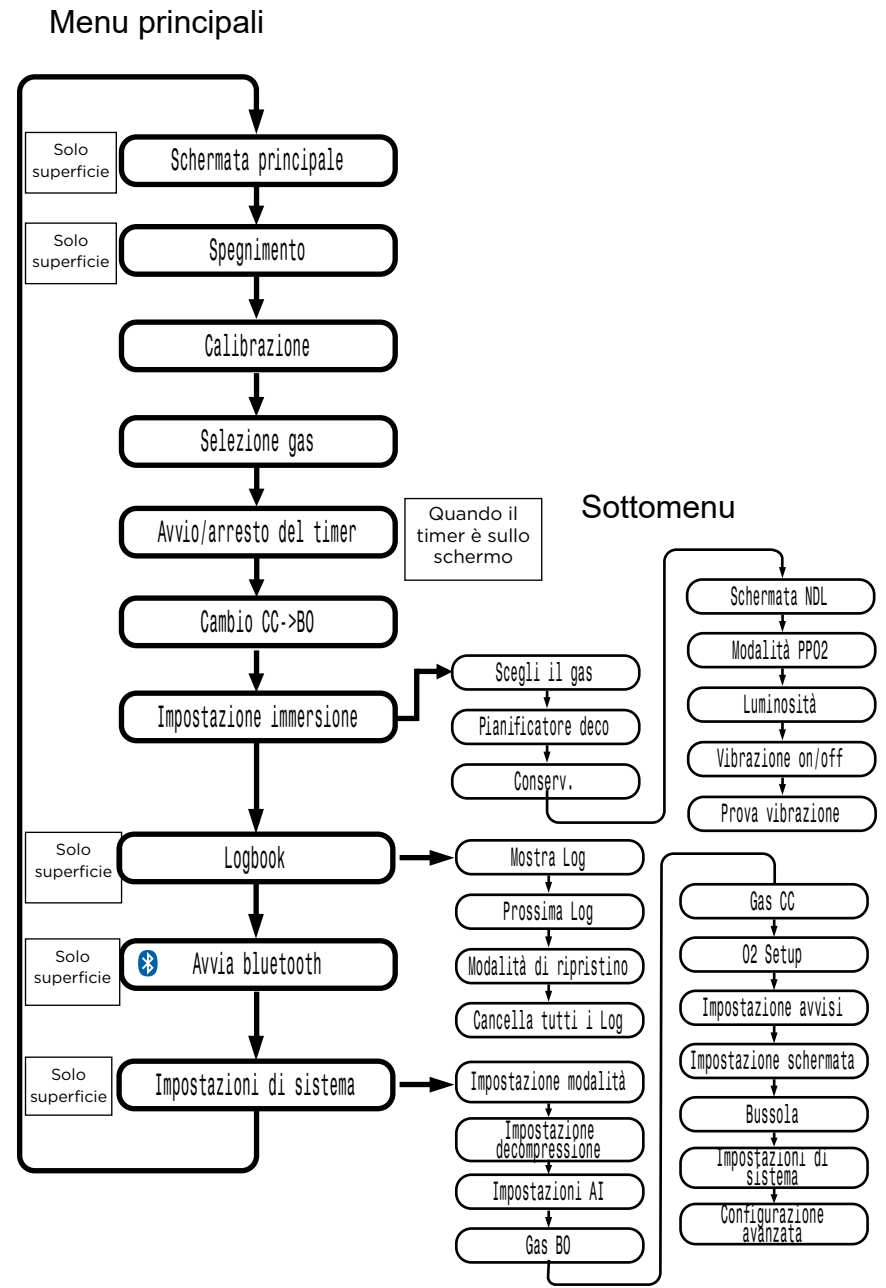 Menu principali
Solo
superficie
Schermata principale
Solo
superficie
Spegnimento
Calibrazione
Selezione gas
Avvio/arresto del timer
Quando il
timer è sullo
schermo
Cambio CC->BO
Impostazione immersione
Solo
superficie
Logbook
Solo
superficie
Avvia bluetooth
Solo
superficie
Impostazioni di sistema
Sottomenu
Scegli il gas
Pianificatore deco
Conserv.
Schermata NDL
Modalità PPO2
Luminosità
Vibrazione on/off
Prova vibrazione
Mostra Log
Prossima Log
Modalità di ripristino
Cancella tutti i Log
Impostazione modalità
Impostazione
decompressione
Impostazioni AI
Gas BO
Gas CC
O2 Setup
Impostazione avvisi
Impostazione schermata
Bussola
Impostazioni di
sistema
Configurazione
avanzata